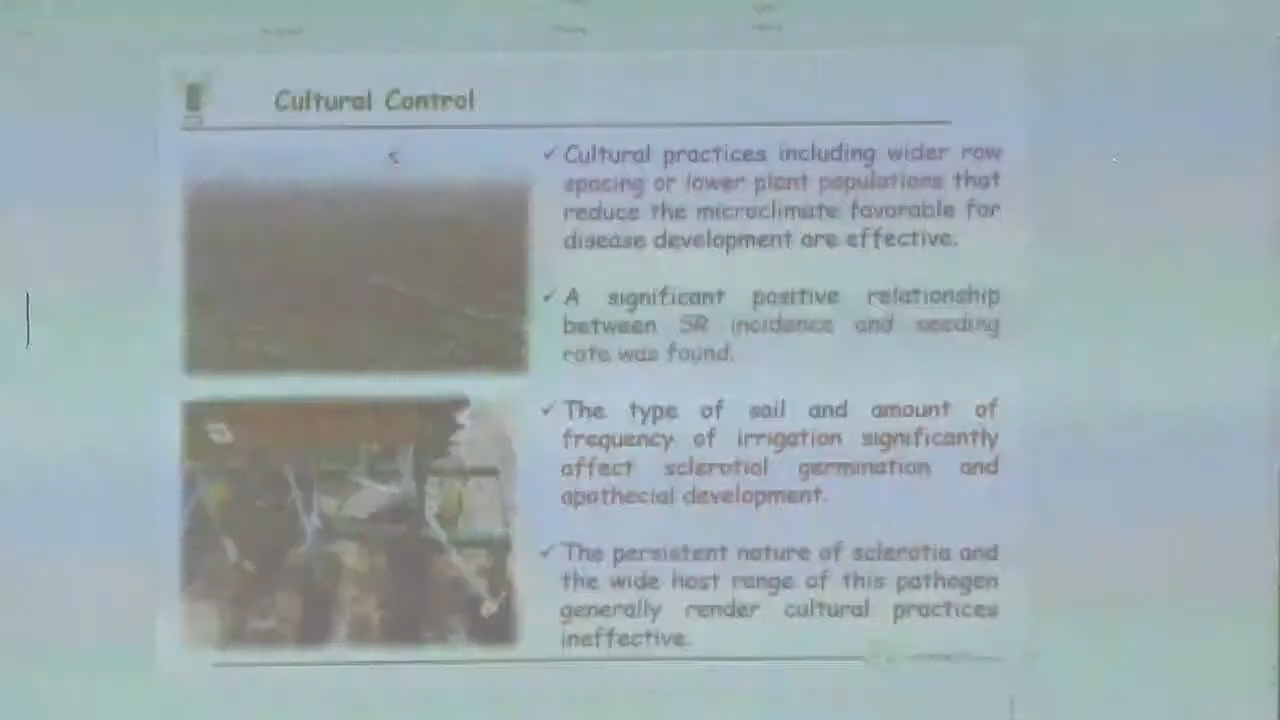 Cultural Control
✓ Cultural practices including wider row
spacing or lower plant populations that
reduce the microclimate favorable for
disease development are effective.
✓ A significant positive relationship
between SR incidence and seeding
rate was found.
✓ The type of soil and amount of
frequency of irrigation significantly
affect sclerotial germination and
apothecial development.
✓ The persistent nature of sclerotia and
the wide host range of this pathogen
generally render cultural practices
ineffective.